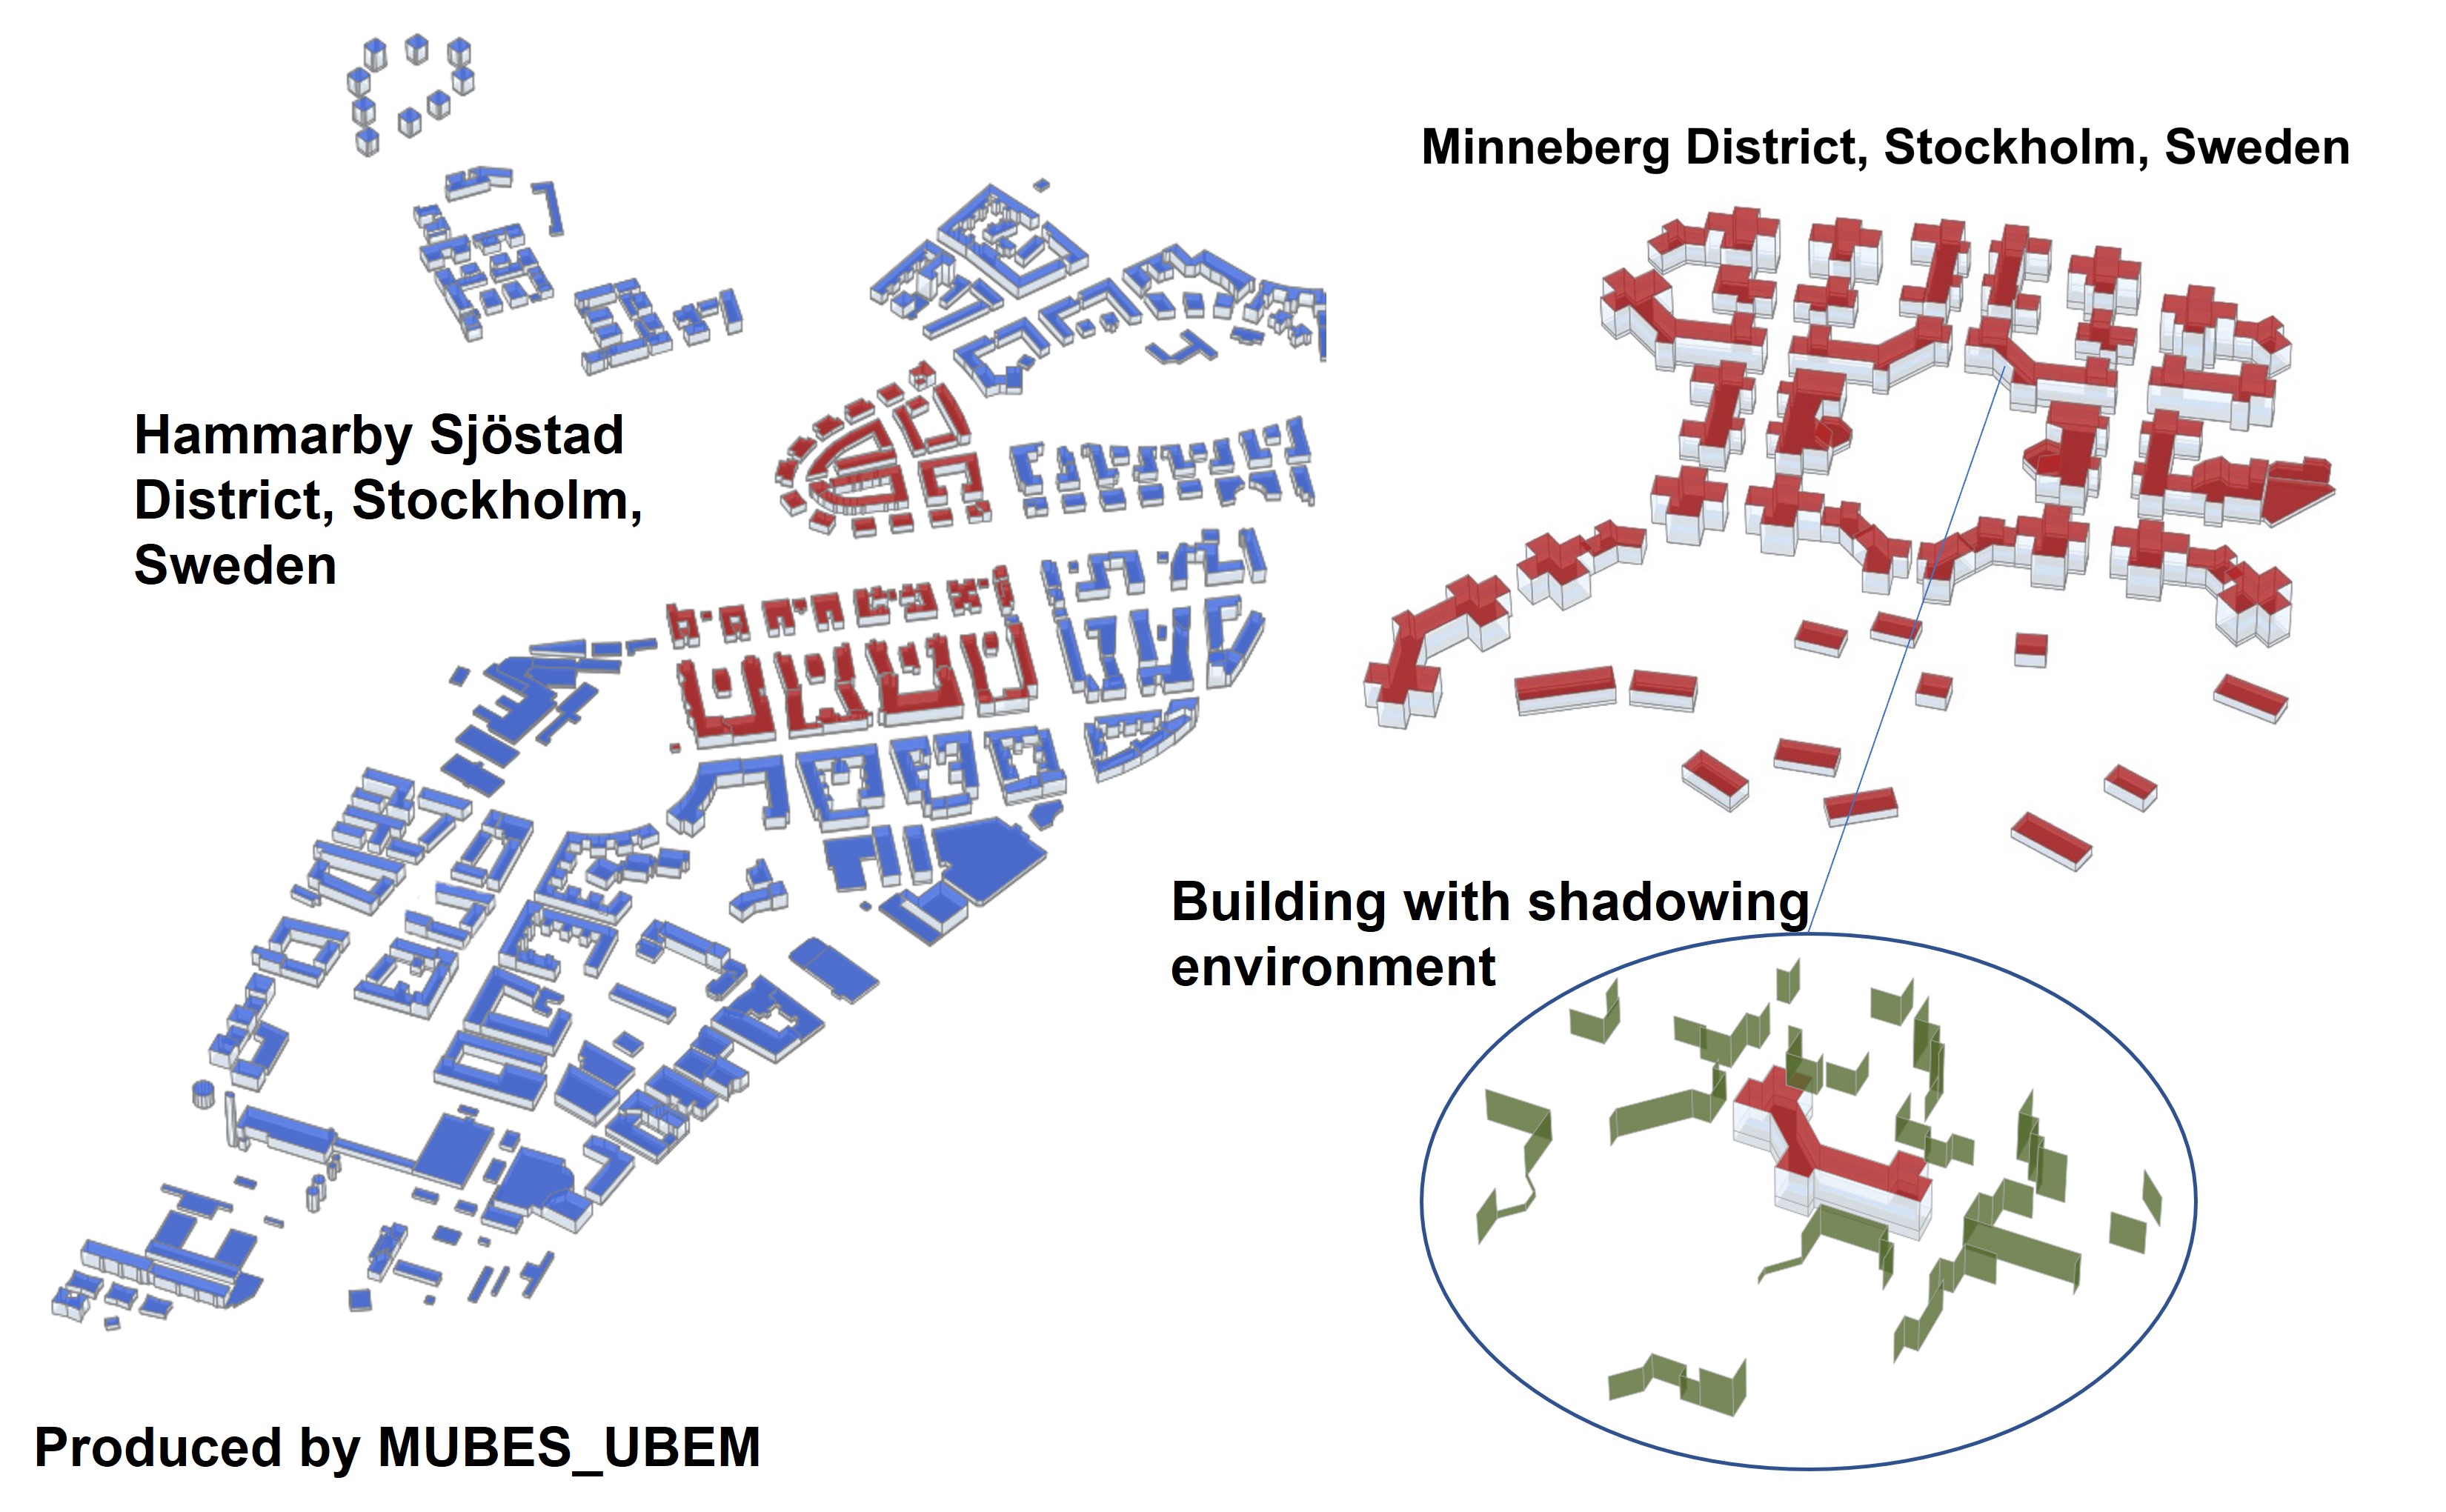 Minneberg District, Stockholm, Sweden
Hammarby Sjöstad
District, Stockholm,
Sweden
Building with shadowing
environment
Produced by MUBES_UBEM